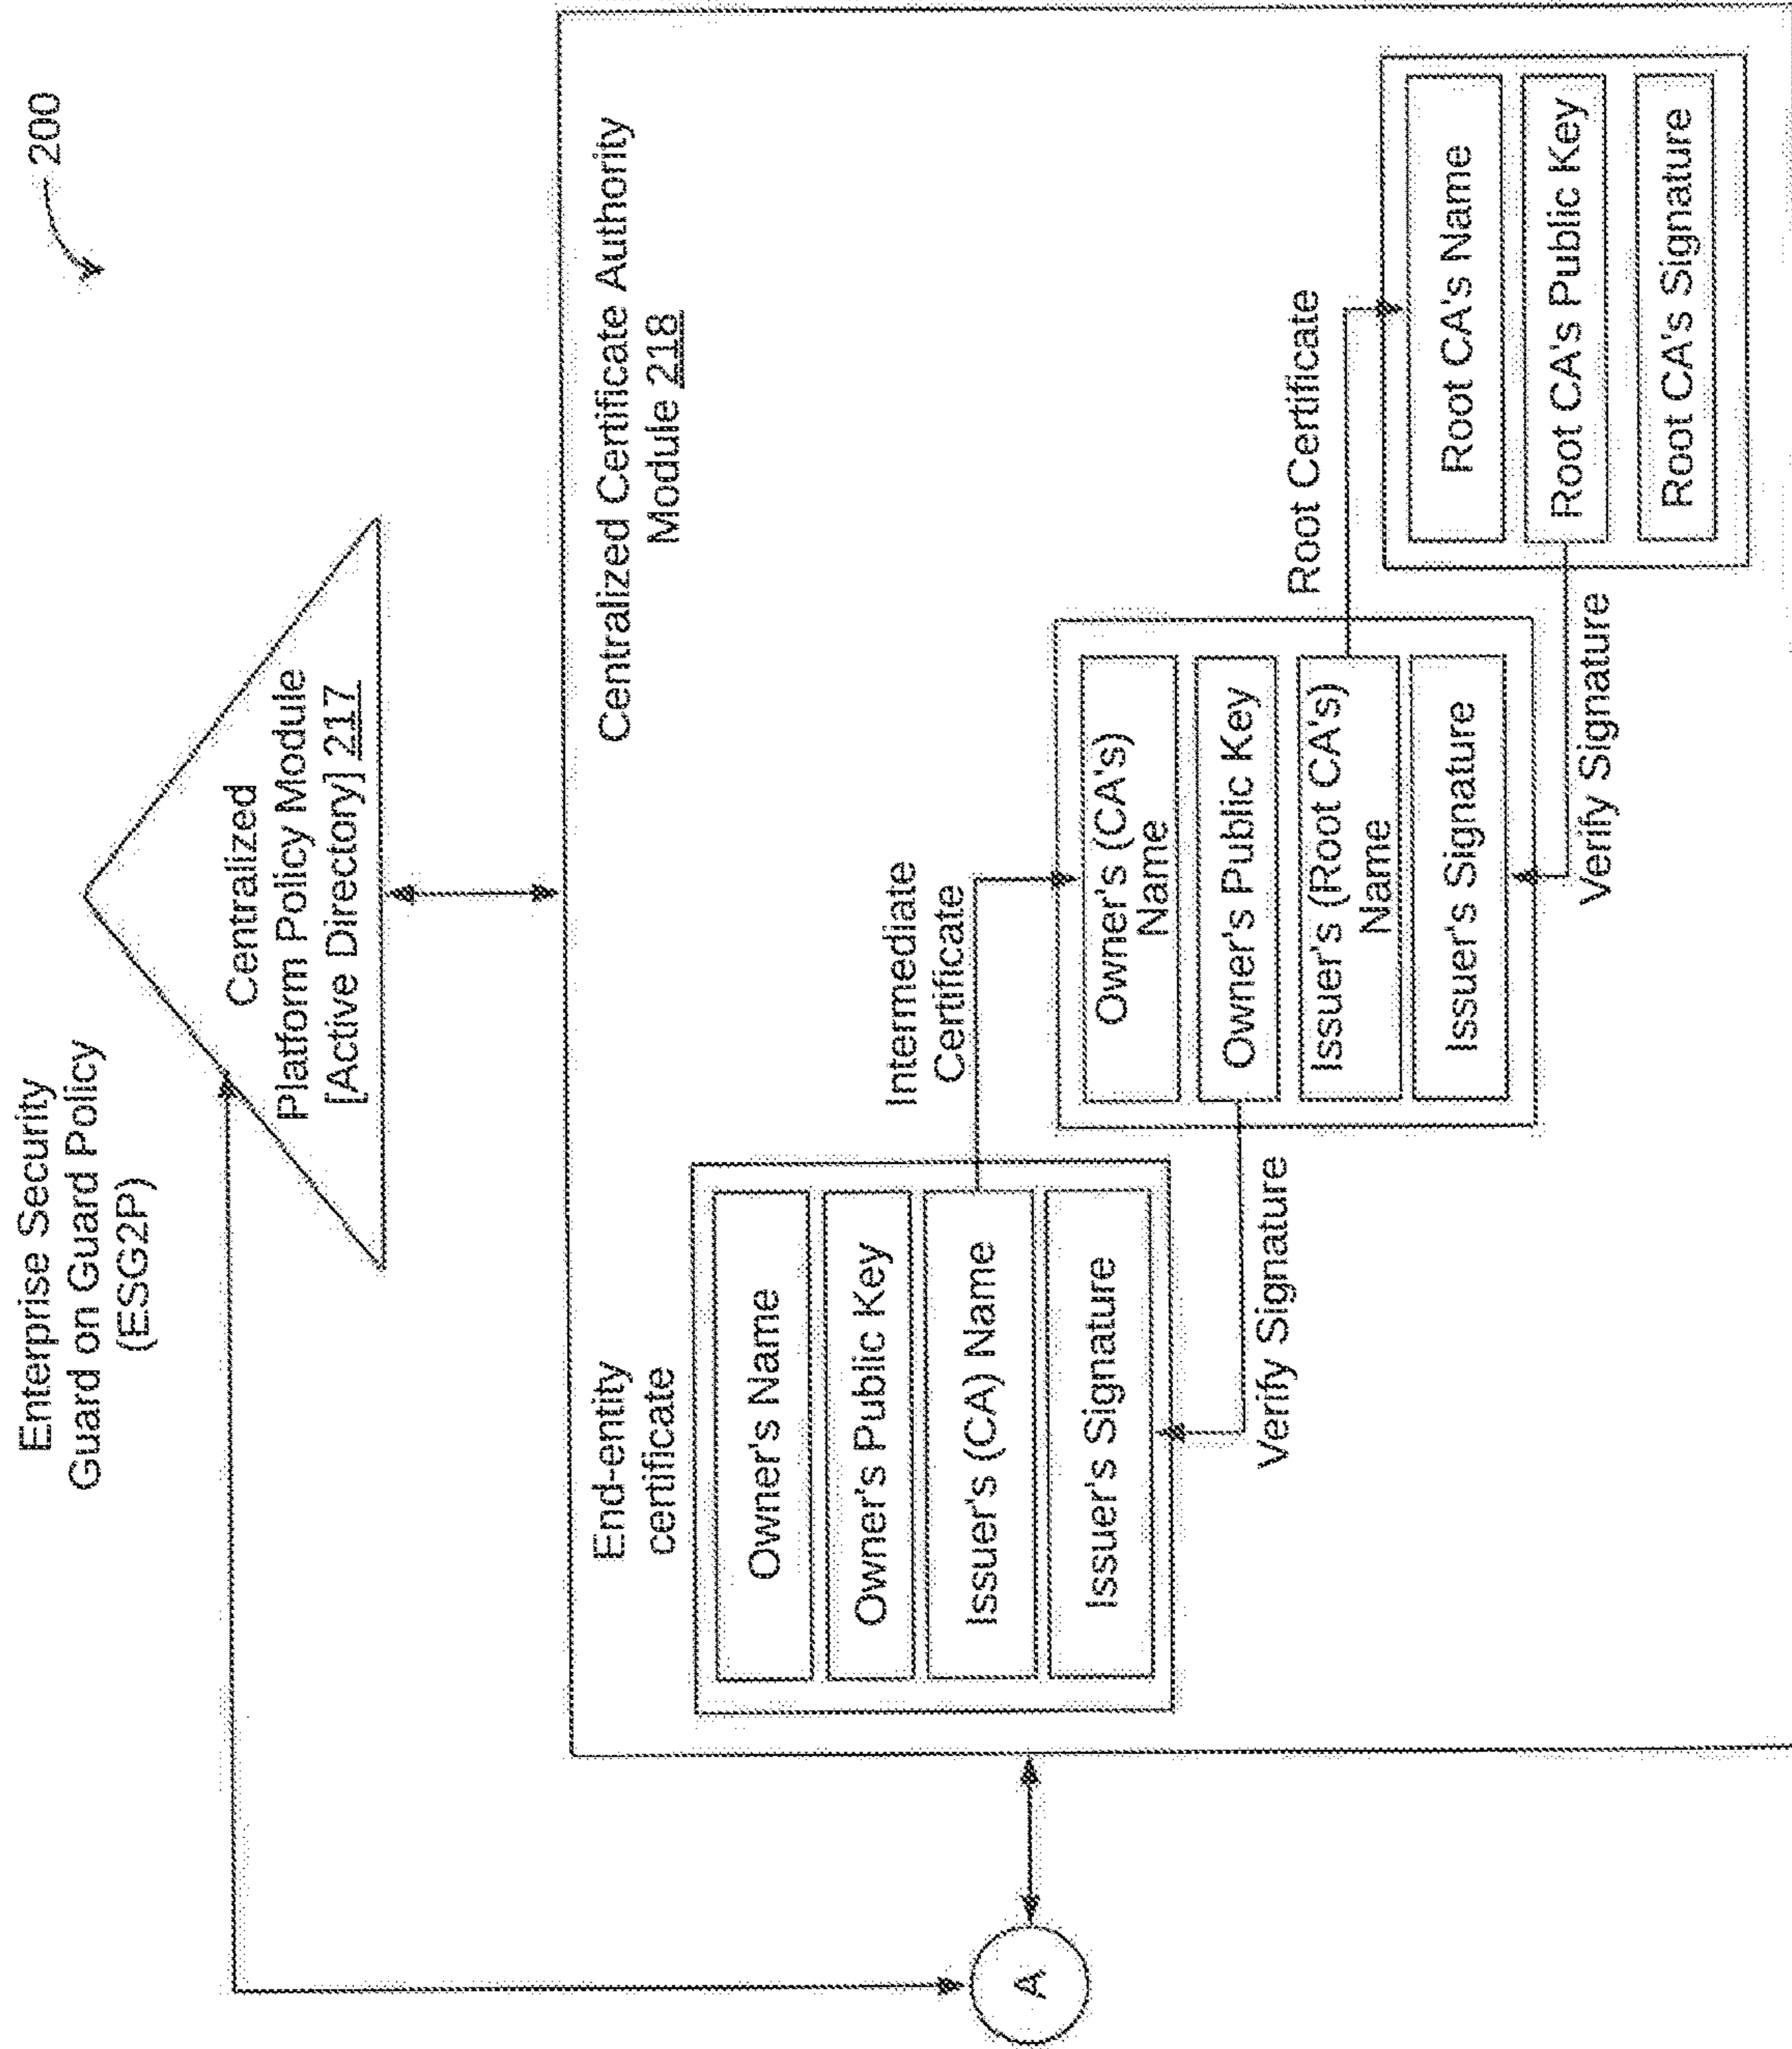 200
Enterprise Security
Guard on Guard Policy
(ESG2P)
Centralized
Platform Policy Module
[Active Directory] 217
Centralized Certificate Authority
Module 218
End-entity
certificate
Owner's Name
Owner's Public Key
Issuer's (CA) Name
Issuer's Signature
Verify Signature
Intermediate
Certificate
Owner's (CA's)
Name
Owner's Public Key
Issuer's (Root CA's)
Name
Issuer's Signature
Verify Signature
Root Certificate
Root CA's Name
Root CA's Public Key
Root CA's Signature
A